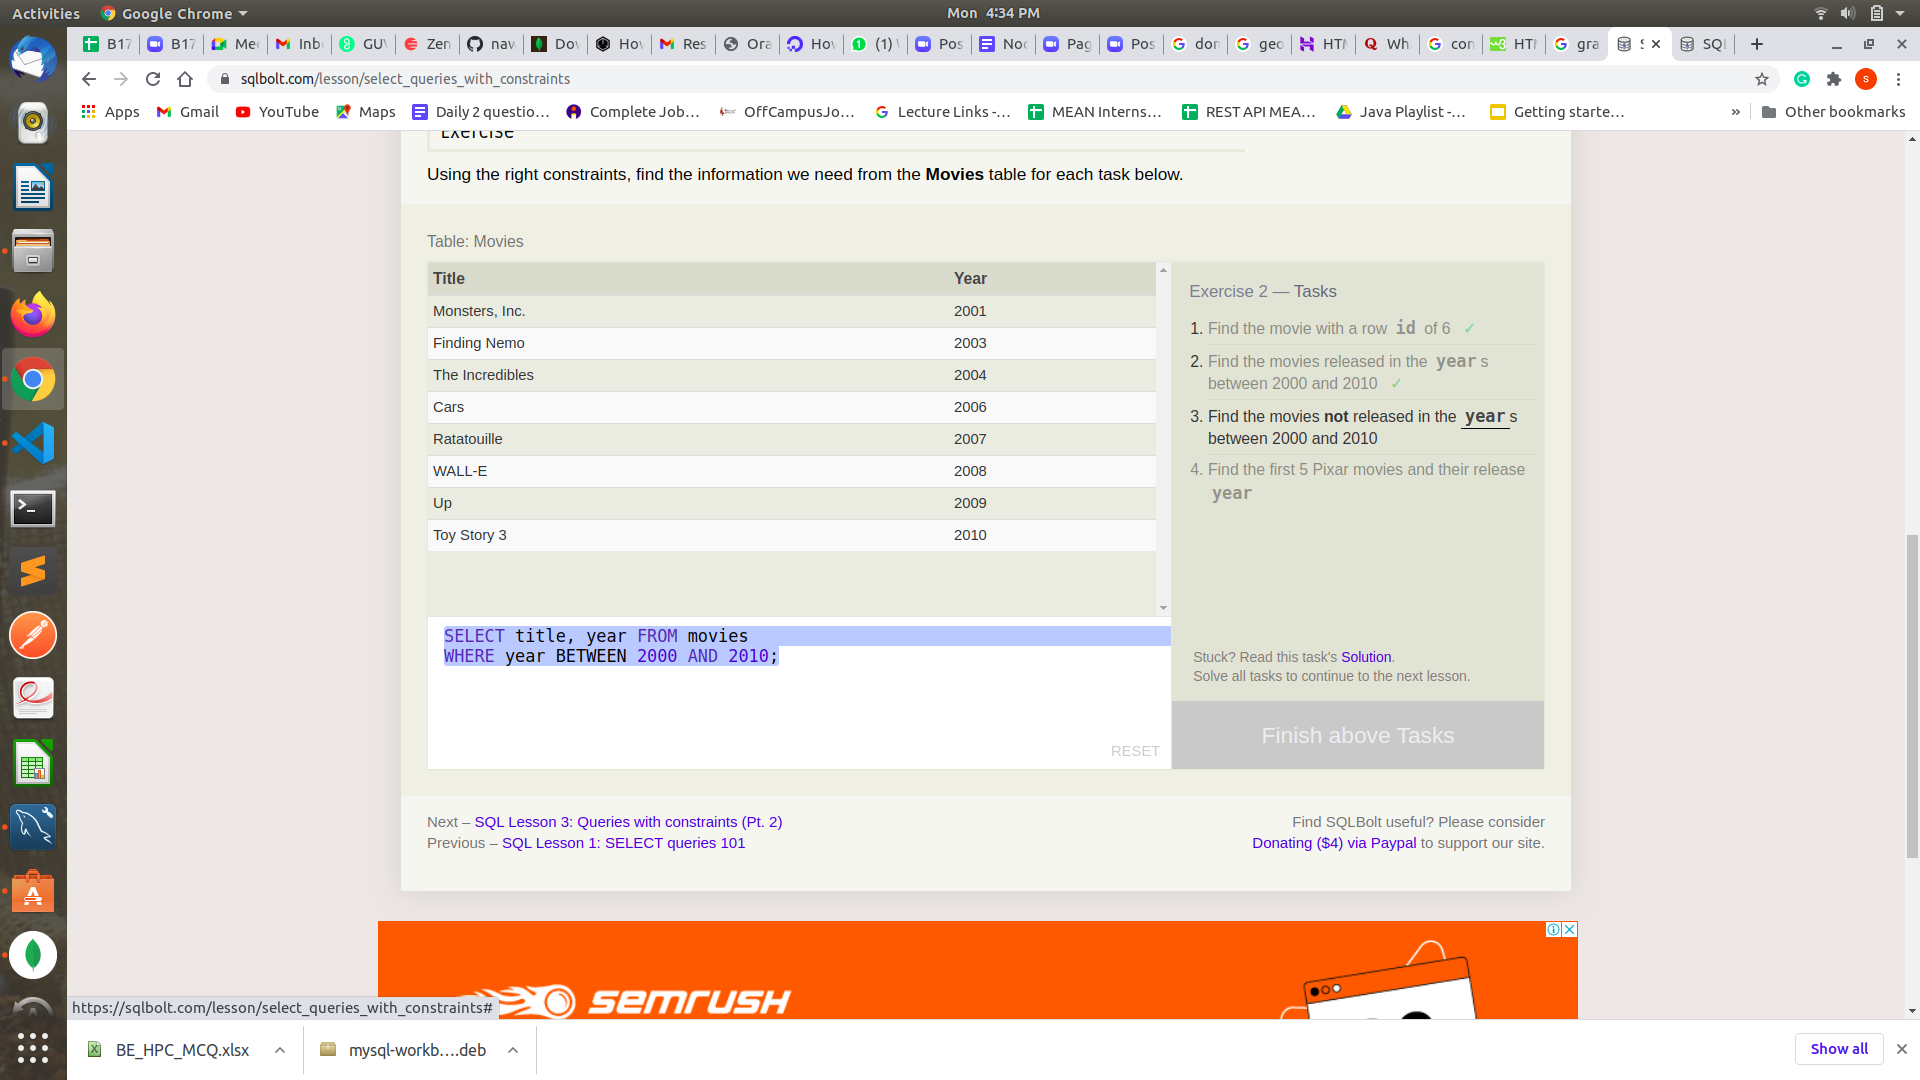 Activities
Google Chrome
Mon 4:34 PM
B17
B17
Mee
Inb
GUV
Zen
nav
Dov
Hov
Res
Ora
Hov
(1)
Pos
Noc
Pag
Pos
don
geo
HTM
Wh
con
HTM
gra
S
SQL
sqlbolt.com/lesson/select_queries_with_constraints
S
Apps
Gmail
YouTube
Maps
Daily 2 questio...
Complete Job...
OffCampusJo...
Lecture Links -...
MEAN Interns...
REST API MEA...
Java Playlist -...
Getting starte...
»
Other bookmarks
Exercise
Using the right constraints, find the information we need from the Movies table for each task below.
Table: Movies
Title Year
Monsters, Inc. 2001
Finding Nemo 2003
The Incredibles 2004
Cars 2006
Ratatouille 2007
WALL-E 2008
Up 2009
Toy Story 3 2010
SELECT title, year FROM movies
WHERE year BETWEEN 2000 AND 2010;
RESET
Exercise 2 — Tasks
1. Find the movie with a row id of 6 ✓
2. Find the movies released in the years
between 2000 and 2010 ✓
3. Find the movies not released in the years
between 2000 and 2010
4. Find the first 5 Pixar movies and their release
year
Stuck? Read this task's Solution.
Solve all tasks to continue to the next lesson.
Finish above Tasks
Next – SQL Lesson 3: Queries with constraints (Pt. 2)
Previous – SQL Lesson 1: SELECT queries 101
Find SQLBolt useful? Please consider
Donating ($4) via Paypal to support our site.
SEMRUSH
https://sqlbolt.com/lesson/select_queries_with_constraints#
BE_HPC_MCQ.xlsx
mysql-workb....deb
Show all